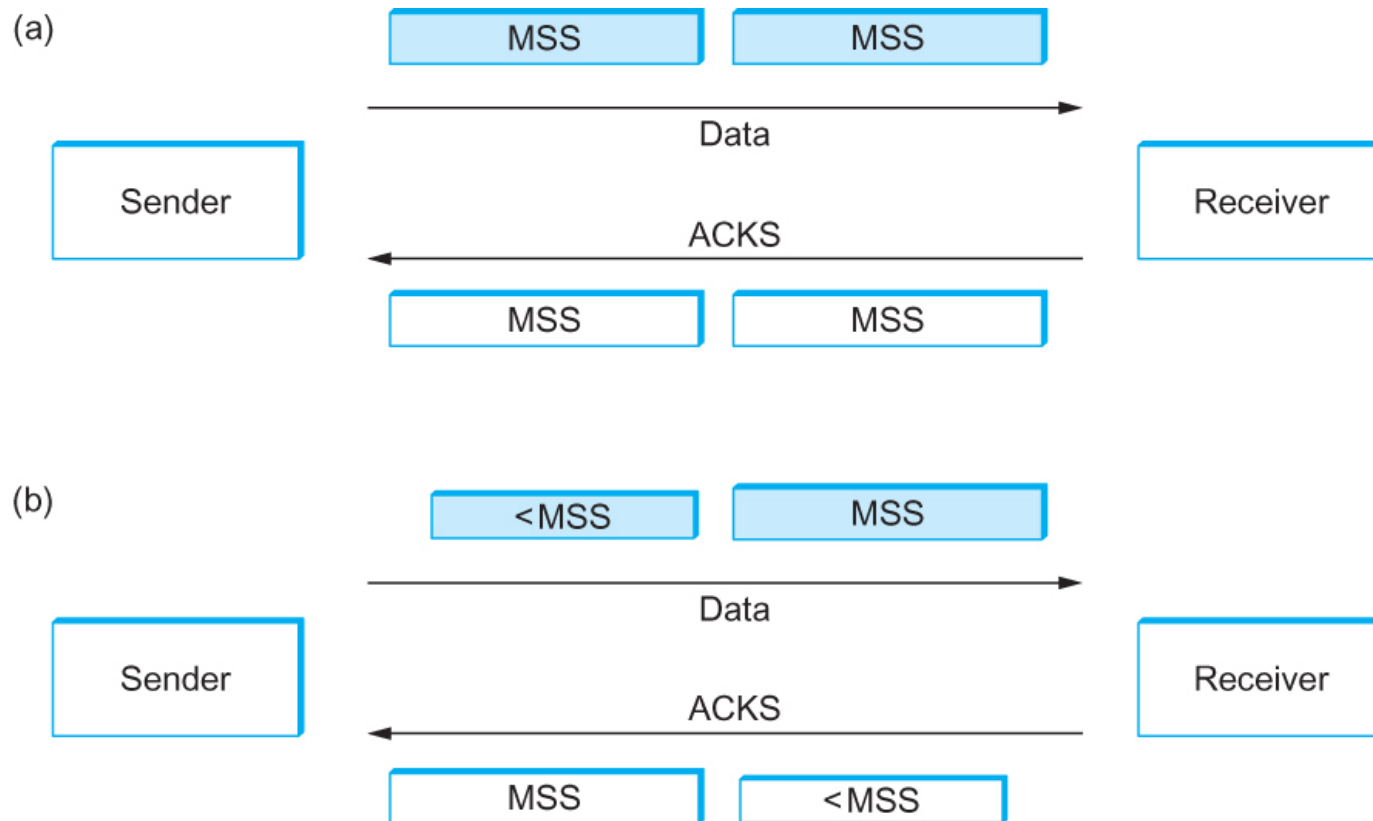 (a)
MSS MSS
Data
Sender Receiver
ACKS
MSS MSS
(b)
<MSS MSS
Data
Sender Receiver
ACKS
MSS <MSS